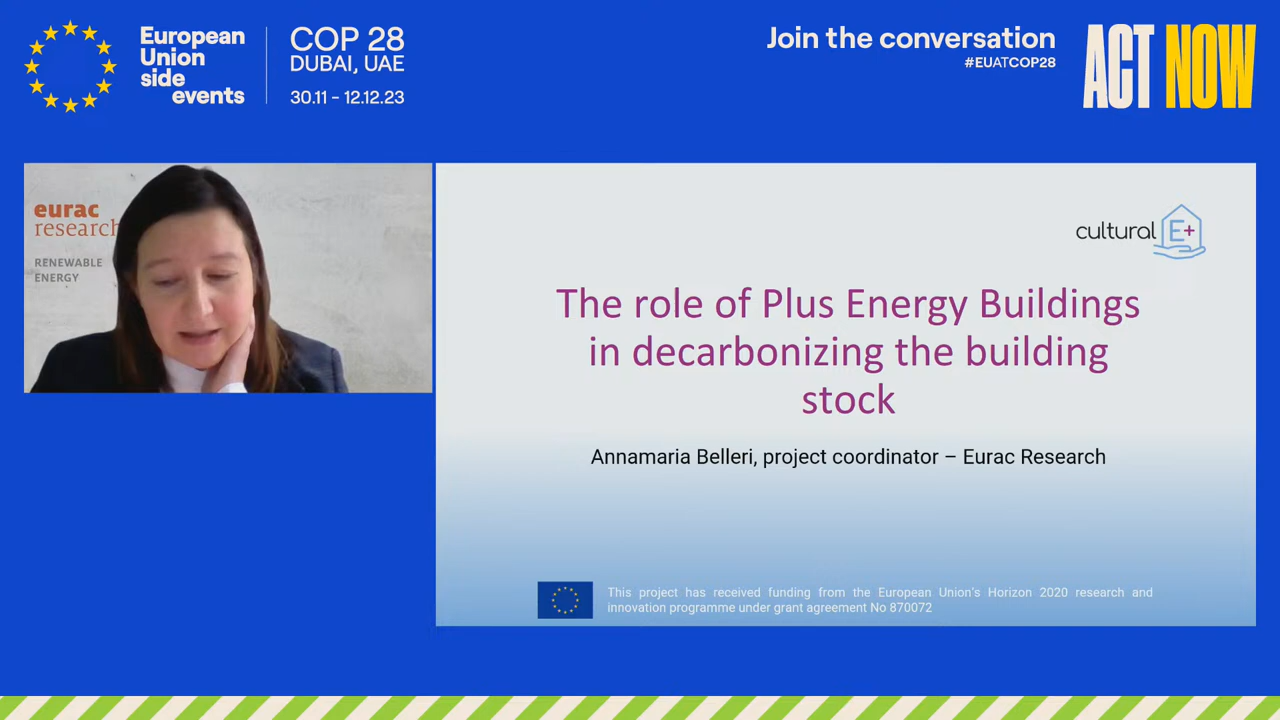 European
Union
side
events
COP 28
DUBAI, UAE
30.11 - 12.12.23
Join the conversation
#EUATCOP28
ACT NOW
eurac
research
RENEWABLE
ENERGY
cultural E+
The role of Plus Energy Buildings
in decarbonizing the building
stock
Annamaria Belleri, project coordinator – Eurac Research
This project has received funding from the European Union's Horizon 2020 research and
innovation programme under grant agreement No 870072